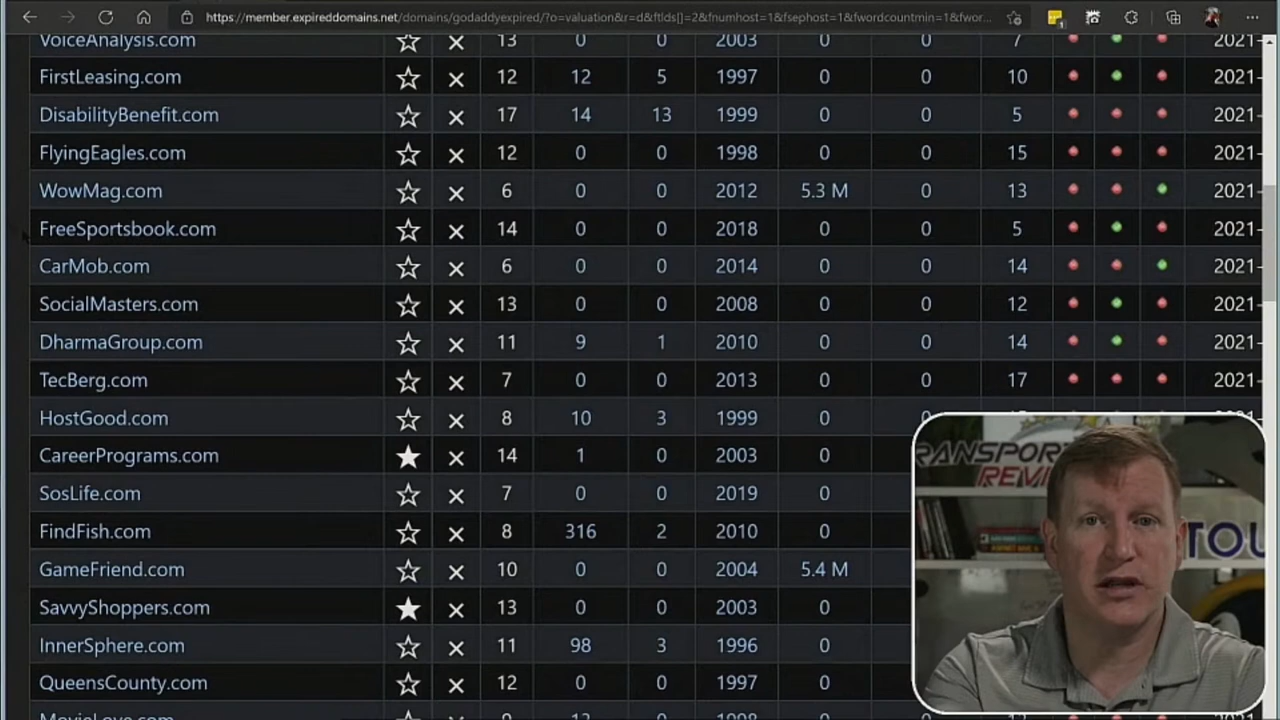 https://member.expireddomains.net/domains/godaddyexpired/?o=valuation&r=d&ftlds[]=2&fnumhost=1&fsephost=1&fwordcountmin=1&fwor...
VoiceAnalysis.com 13 0 0 2003 0 0 7 2021-
FirstLeasing.com 12 12 5 1997 0 0 10 2021-
DisabilityBenefit.com 17 14 13 1999 0 0 5 2021-
FlyingEagles.com 12 0 0 1998 0 0 15 2021-
WowMag.com 6 0 0 2012 5.3 M 0 13 2021-
FreeSportsbook.com 14 0 0 2018 0 0 5 2021-
CarMob.com 6 0 0 2014 0 0 14 2021-
SocialMasters.com 13 0 0 2008 0 0 12 2021-
DharmaGroup.com 11 9 1 2010 0 0 14 2021-
TecBerg.com 7 0 0 2013 0 0 17 2021-
HostGood.com 8 10 3 1999 0
CareerPrograms.com 14 1 0 2003 0
SosLife.com 7 0 0 2019 0
FindFish.com 8 316 2 2010 0
GameFriend.com 10 0 0 2004 5.4 M
SavvyShoppers.com 13 0 0 2003 0
InnerSphere.com 11 98 3 1996 0
QueensCounty.com 12 0 0 1997 0
MovieLove.com
RANSPOR
REVI
TOU